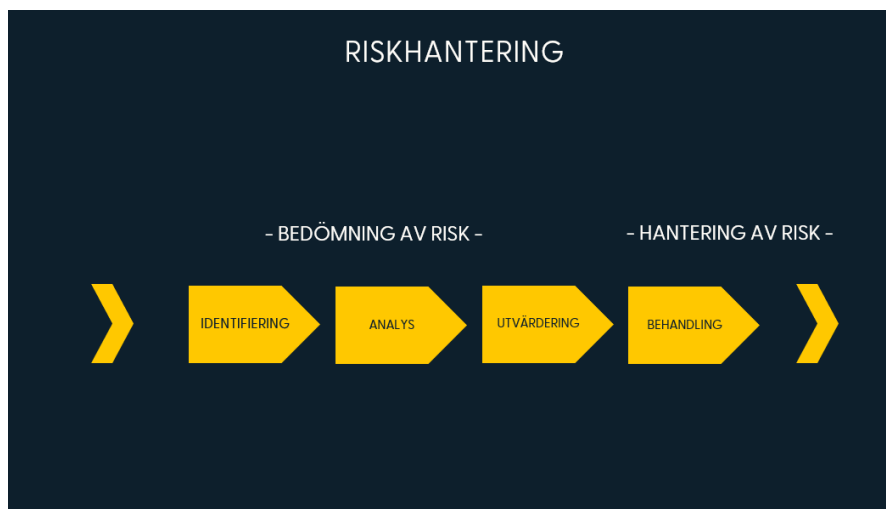 RISKHANTERING
- BEDÖMNING AV RISK -
- HANTERING AV RISK -
IDENTIFIERING
ANALYS
UTVÄRDERING
BEHANDLING